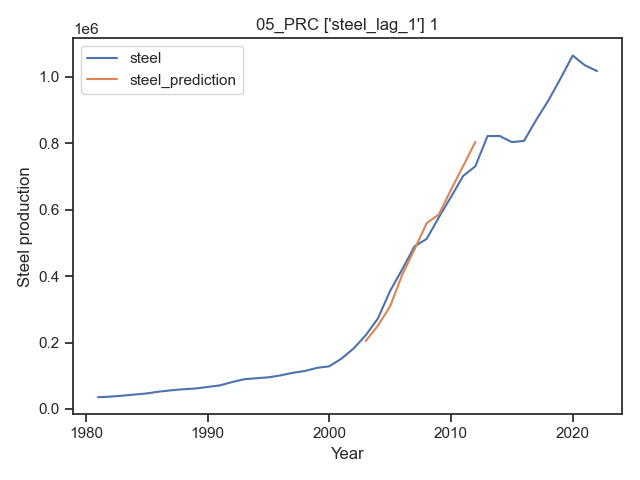 05_PRC ['steel_lag_1'] 1
1e6
steel
steel_prediction
1.0
0.8
0.6
0.4
0.2
0.0
Steel production
1980
1990
2000
2010
2020
Year